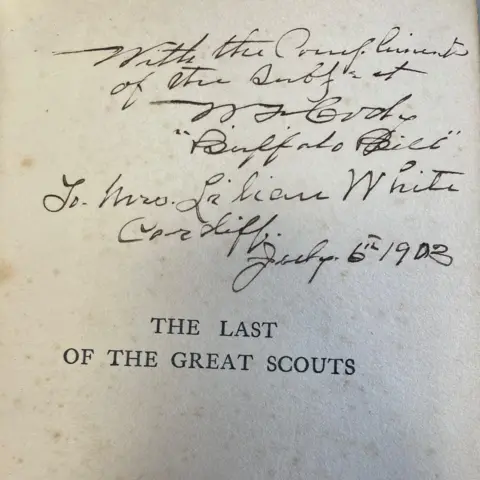 With the Compliments
of the Subject
W F Cody
"Buffalo Bill"
To. Mrs. Lilian White
Cardiff.
July. 5th 1903
THE LAST
OF THE GREAT SCOUTS